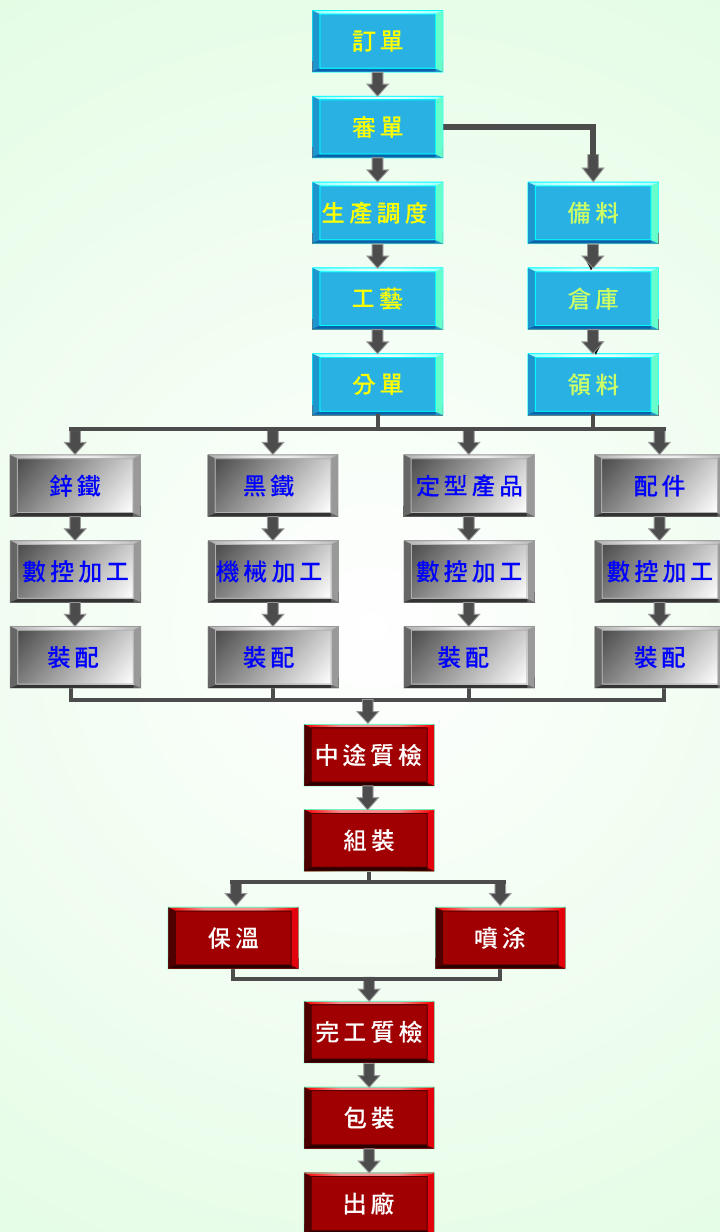 訂單
審單
生產調度
備料
工藝
倉庫
分單
領料
鋅鐵
黑鐵
定型產品
配件
數控加工
機械加工
數控加工
數控加工
裝配
裝配
裝配
裝配
中途質檢
組裝
保溫
噴涂
完工質檢
包裝
出廠